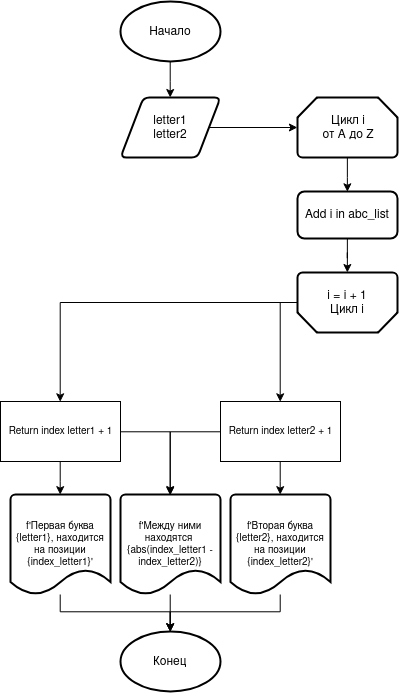 Начало
letter1
letter2
Цикл i
от A до Z
Add i in abc_list
i = i + 1
Цикл i
Return index letter1 + 1
Return index letter2 + 1
f'Первая буква
{letter1}, находится
на позиции
{index_letter1}'
f'Между ними
находятся
{abs(index_letter1 -
index_letter2)}
f'Вторая буква
{letter2}, находится
на позиции
{index_letter2}'
Конец